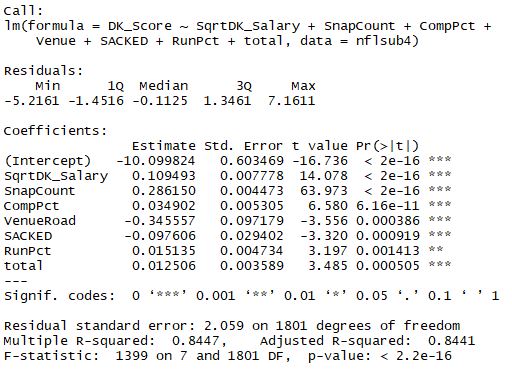 Call:
lm(formula = DK_Score ~ SqrtDK_Salary + SnapCount + CompPct +
    Venue + SACKED + RunPct + total, data = nflsub4)

Residuals:
    Min      1Q  Median      3Q     Max
-5.2161 -1.4516 -0.1125  1.3461  7.1611

Coefficients:
                Estimate Std. Error t value Pr(>|t|)
(Intercept)   -10.099824   0.603469 -16.736  < 2e-16 ***
SqrtDK_Salary   0.109493   0.007778  14.078  < 2e-16 ***
SnapCount       0.286150   0.004473  63.973  < 2e-16 ***
CompPct         0.034902   0.005305   6.580 6.16e-11 ***
VenueRoad      -0.345557   0.097179  -3.556 0.000386 ***
SACKED         -0.097606   0.029402  -3.320 0.000919 ***
RunPct          0.015135   0.004734   3.197 0.001413 **
total           0.012506   0.003589   3.485 0.000505 ***
---
Signif. codes:  0 ‘***’ 0.001 ‘**’ 0.01 ‘*’ 0.05 ‘.’ 0.1 ‘ ’ 1

Residual standard error: 2.059 on 1801 degrees of freedom
Multiple R-squared:  0.8447,    Adjusted R-squared:  0.8441
F-statistic:  1399 on 7 and 1801 DF,  p-value: < 2.2e-16